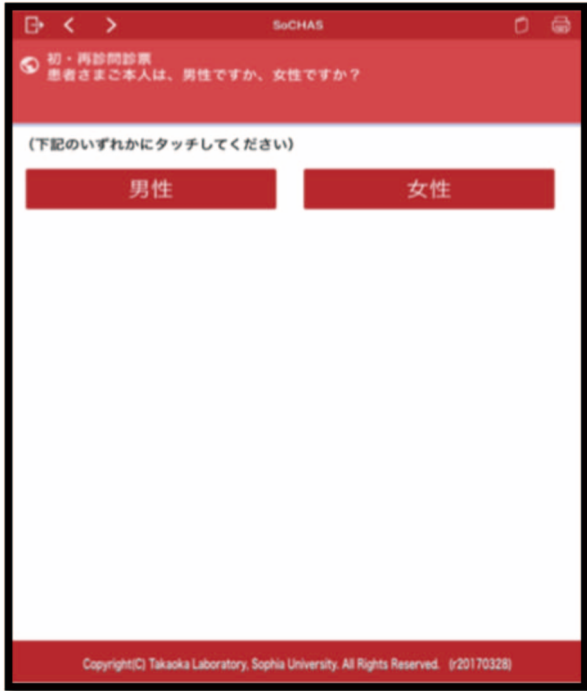 SoCHAS
初・再診問診票
患者さまご本人は、男性ですか、女性ですか？
（下記のいずれかにタッチしてください）
男性
女性
Copyright(C) Takaoka Laboratory, Sophia University. All Rights Reserved. (r20170328)